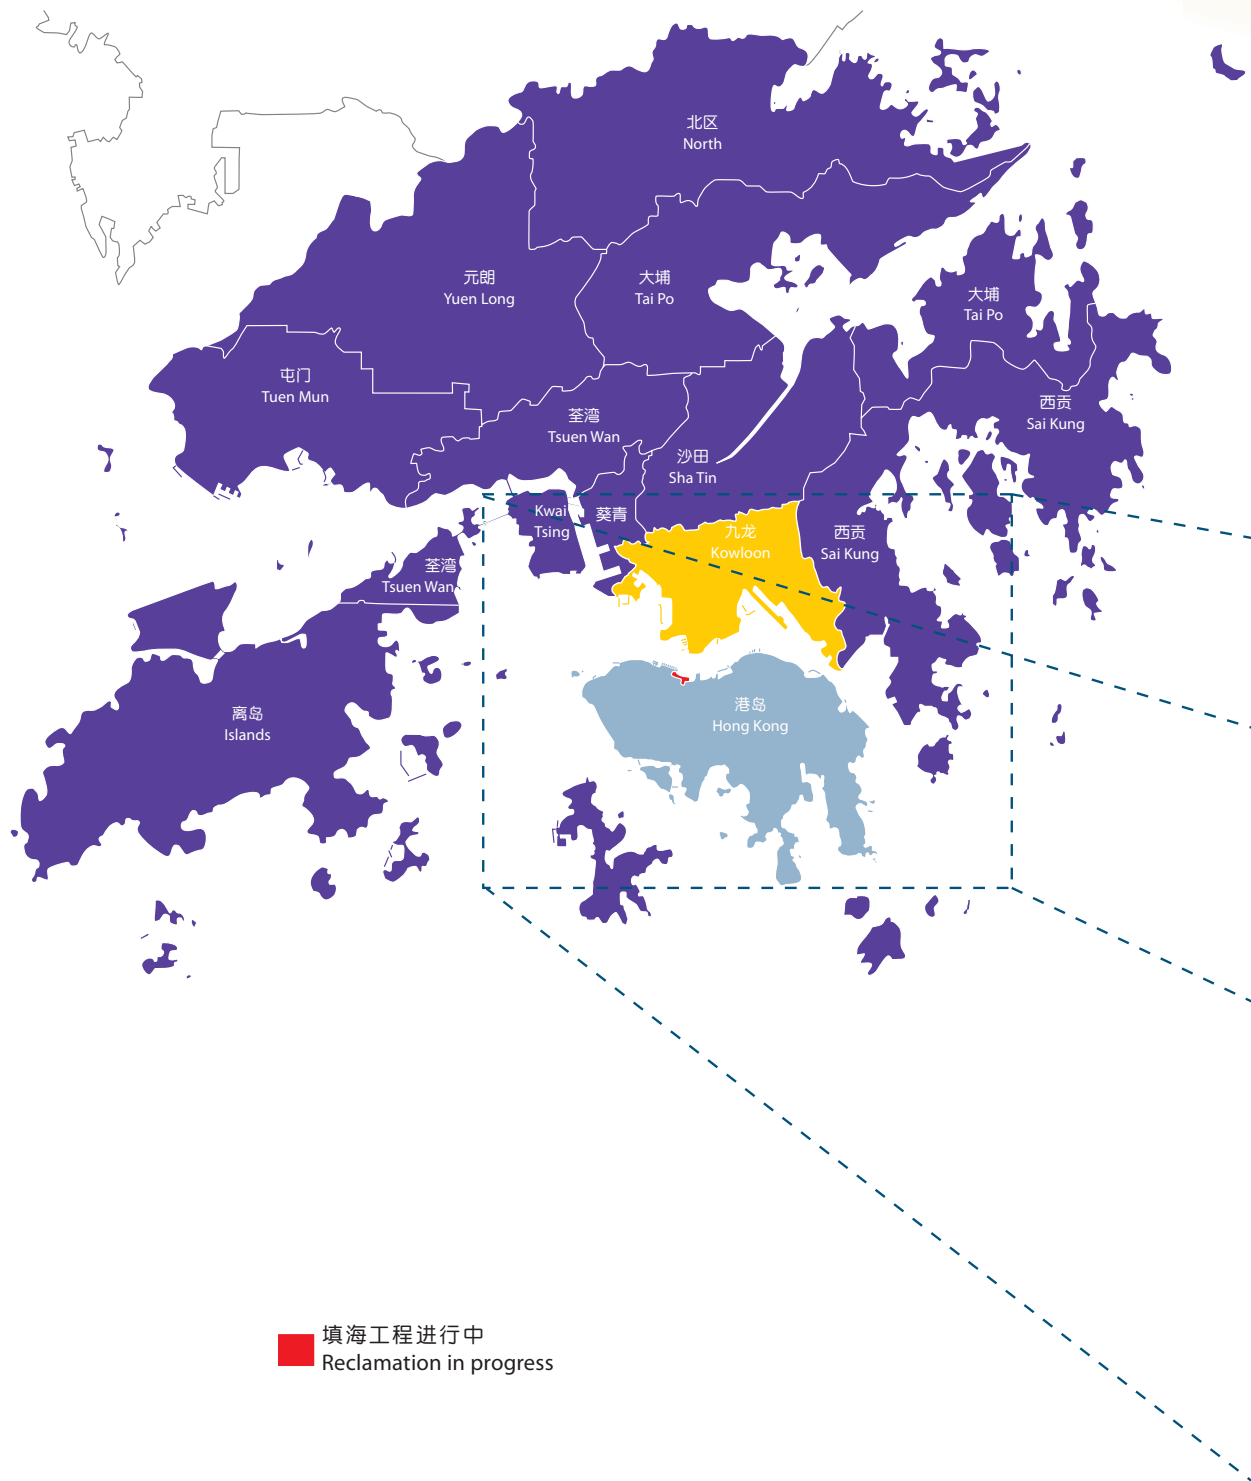 北区
North
元朗
Yuen Long
大埔
Tai Po
大埔
Tai Po
屯门
Tuen Mun
荃湾
Tsuen Wan
西贡
Sai Kung
沙田
Sha Tin
Kwai
Tsing
葵青
九龙
Kowloon
西贡
Sai Kung
荃湾
Tsuen Wan
离岛
Islands
港岛
Hong Kong
填海工程进行中
Reclamation in progress